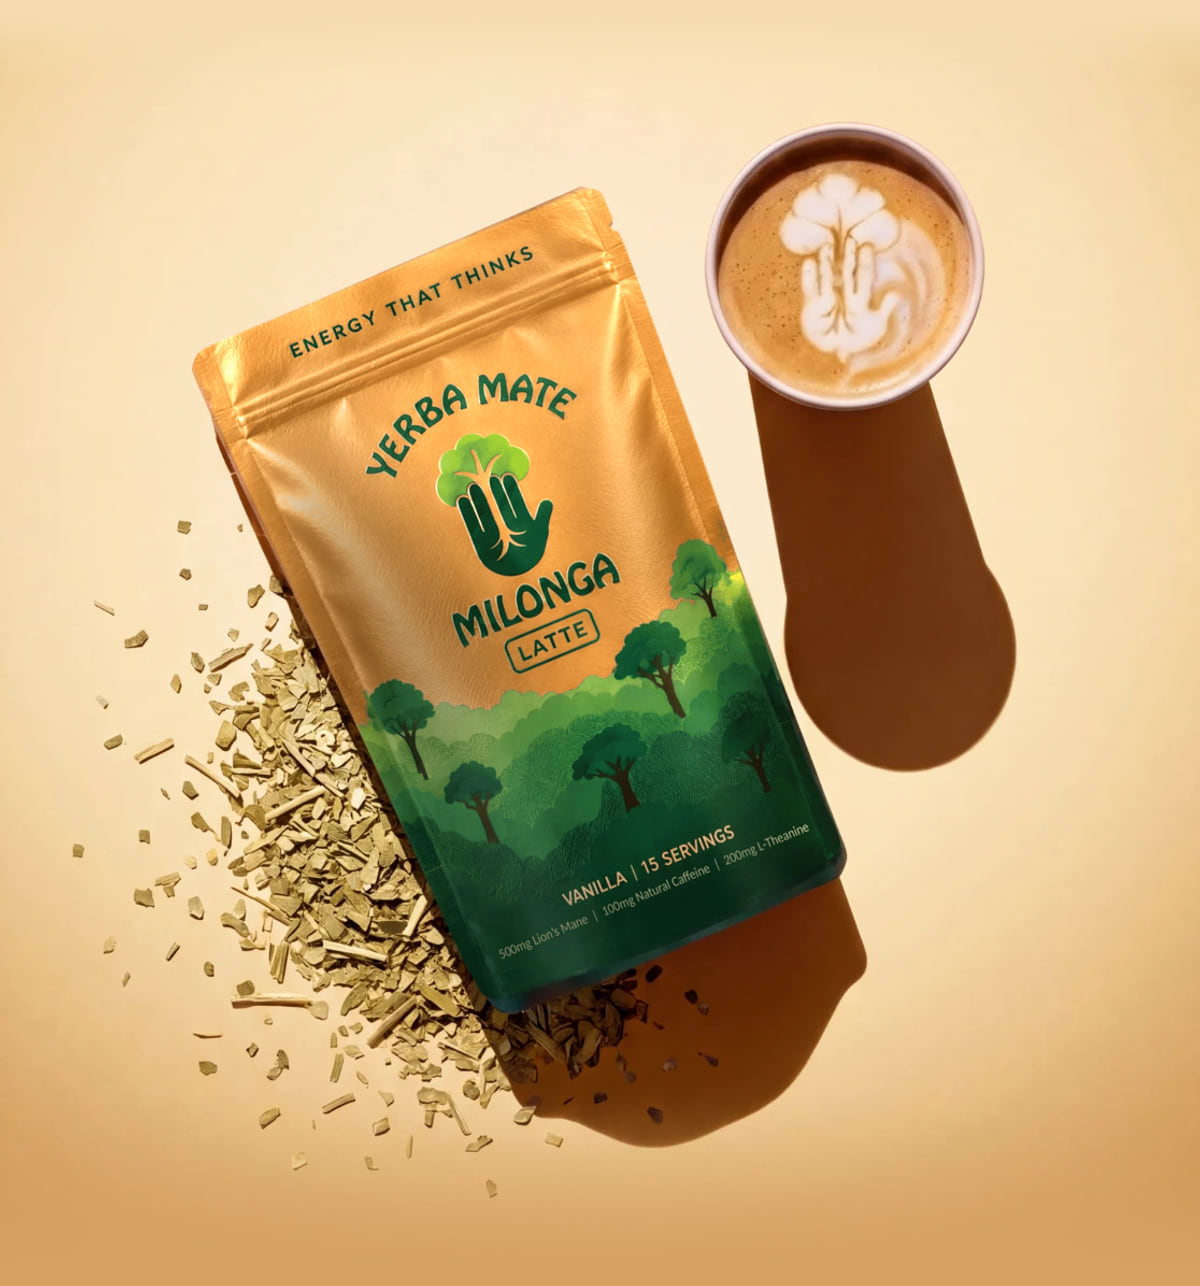 ENERGY THAT THINKS
YERBA MATE
MILONGA
LATTE
VANILLA | 15 SERVINGS
500mg Lion's Mane | 100mg Natural Caffeine | 200mg L-Theanine